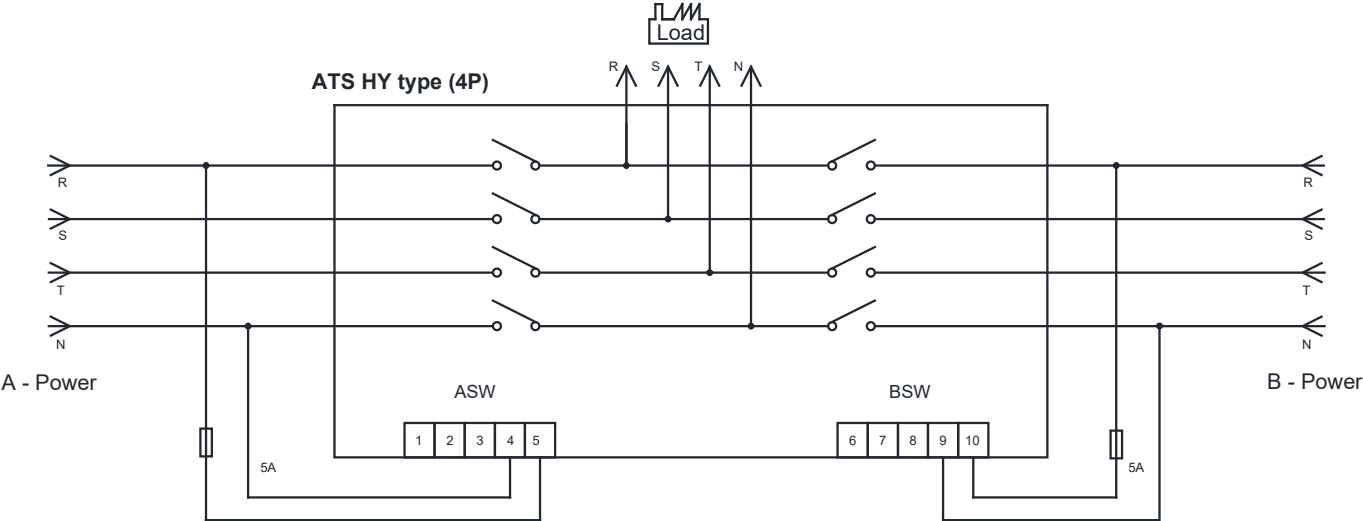 Load
R S T N
ATS HY type (4P)
R R
S S
T T
N N
A - Power B - Power
ASW BSW
1 2 3 4 5 6 7 8 9 10
5A 5A